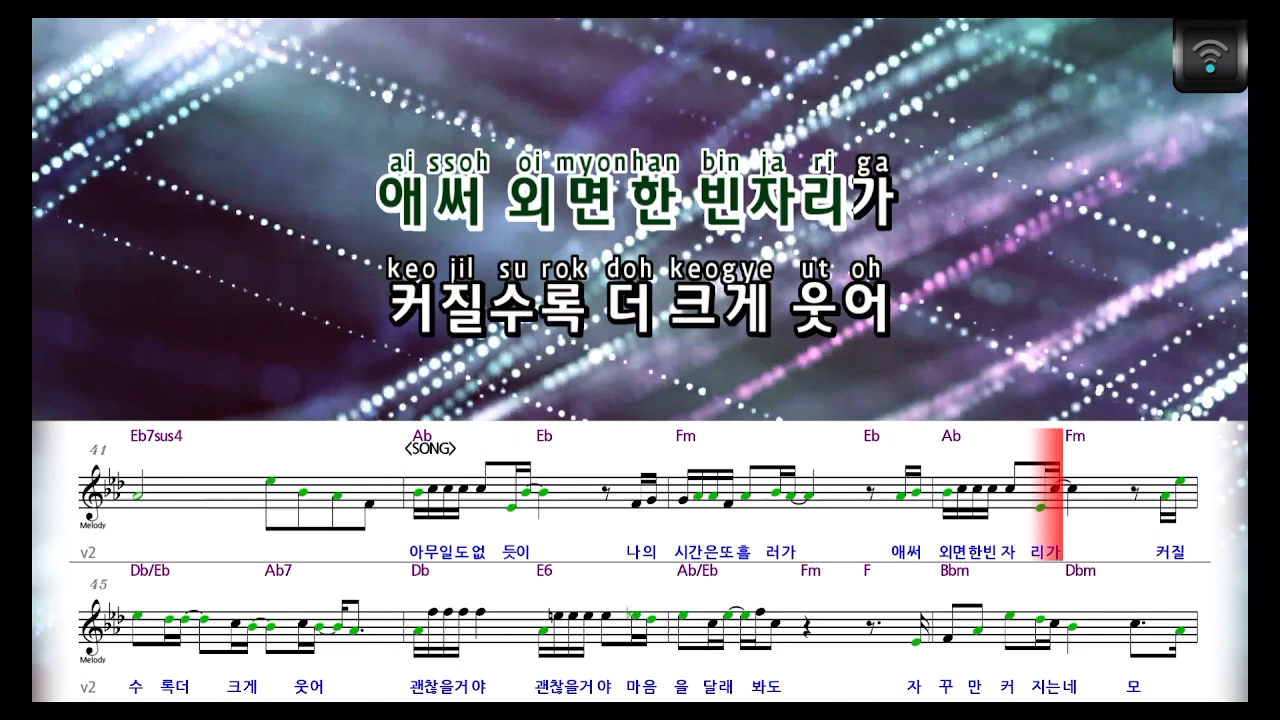 ai ssoh oi myonhan bin ja ri ga
애써 외면한 빈자리가
keo jil su rok doh keogye ut oh
커질수록 더 크게 웃어
Eb7sus4 Ab Eb Fm Eb Ab Fm
<SONG>
41
Melody
v2 아무일도없 듯이 나의 시간은또흘 러가 애써 외면한빈 자 리가 커질
Db/Eb Ab7 Db E6 Ab/Eb Fm F Bbm Dbm
45
Melody
v2 수 록더 크게 웃어 괜찮을거야 괜찮을거야 마음 을 달래 봐도 자 꾸 만 커 지는네 모